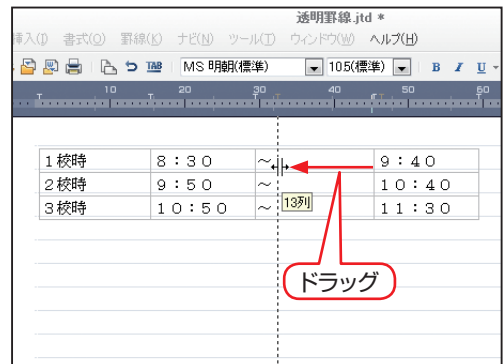 透明罫線.jtd *
挿入(I) 書式(O) 罫線(K) ナビ(N) ツール(T) ウィンドウ(W) ヘルプ(H)
TAB MS 明朝(標準) 10.5(標準) B I U
10 20 30 40 50 60
1校時 8：30 ～ 9：40
2校時 9：50 ～ 10：40
3校時 10：50 ～ 11：30
13列
ドラッグ